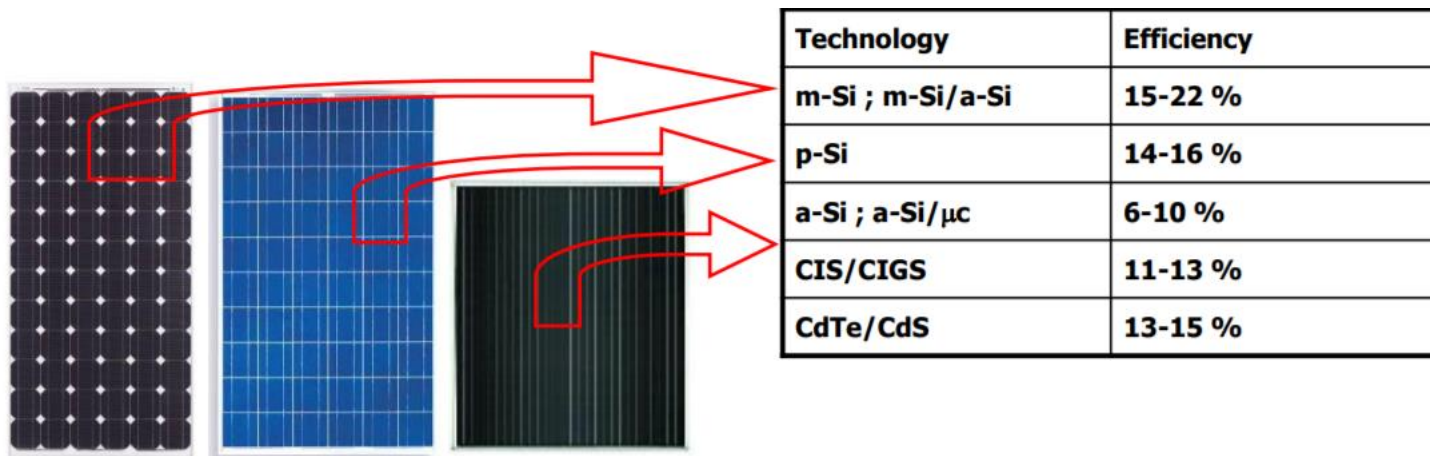 Technology Efficiency
m-Si ; m-Si/a-Si 15-22 %
p-Si 14-16 %
a-Si ; a-Si/μc 6-10 %
CIS/CIGS 11-13 %
CdTe/CdS 13-15 %